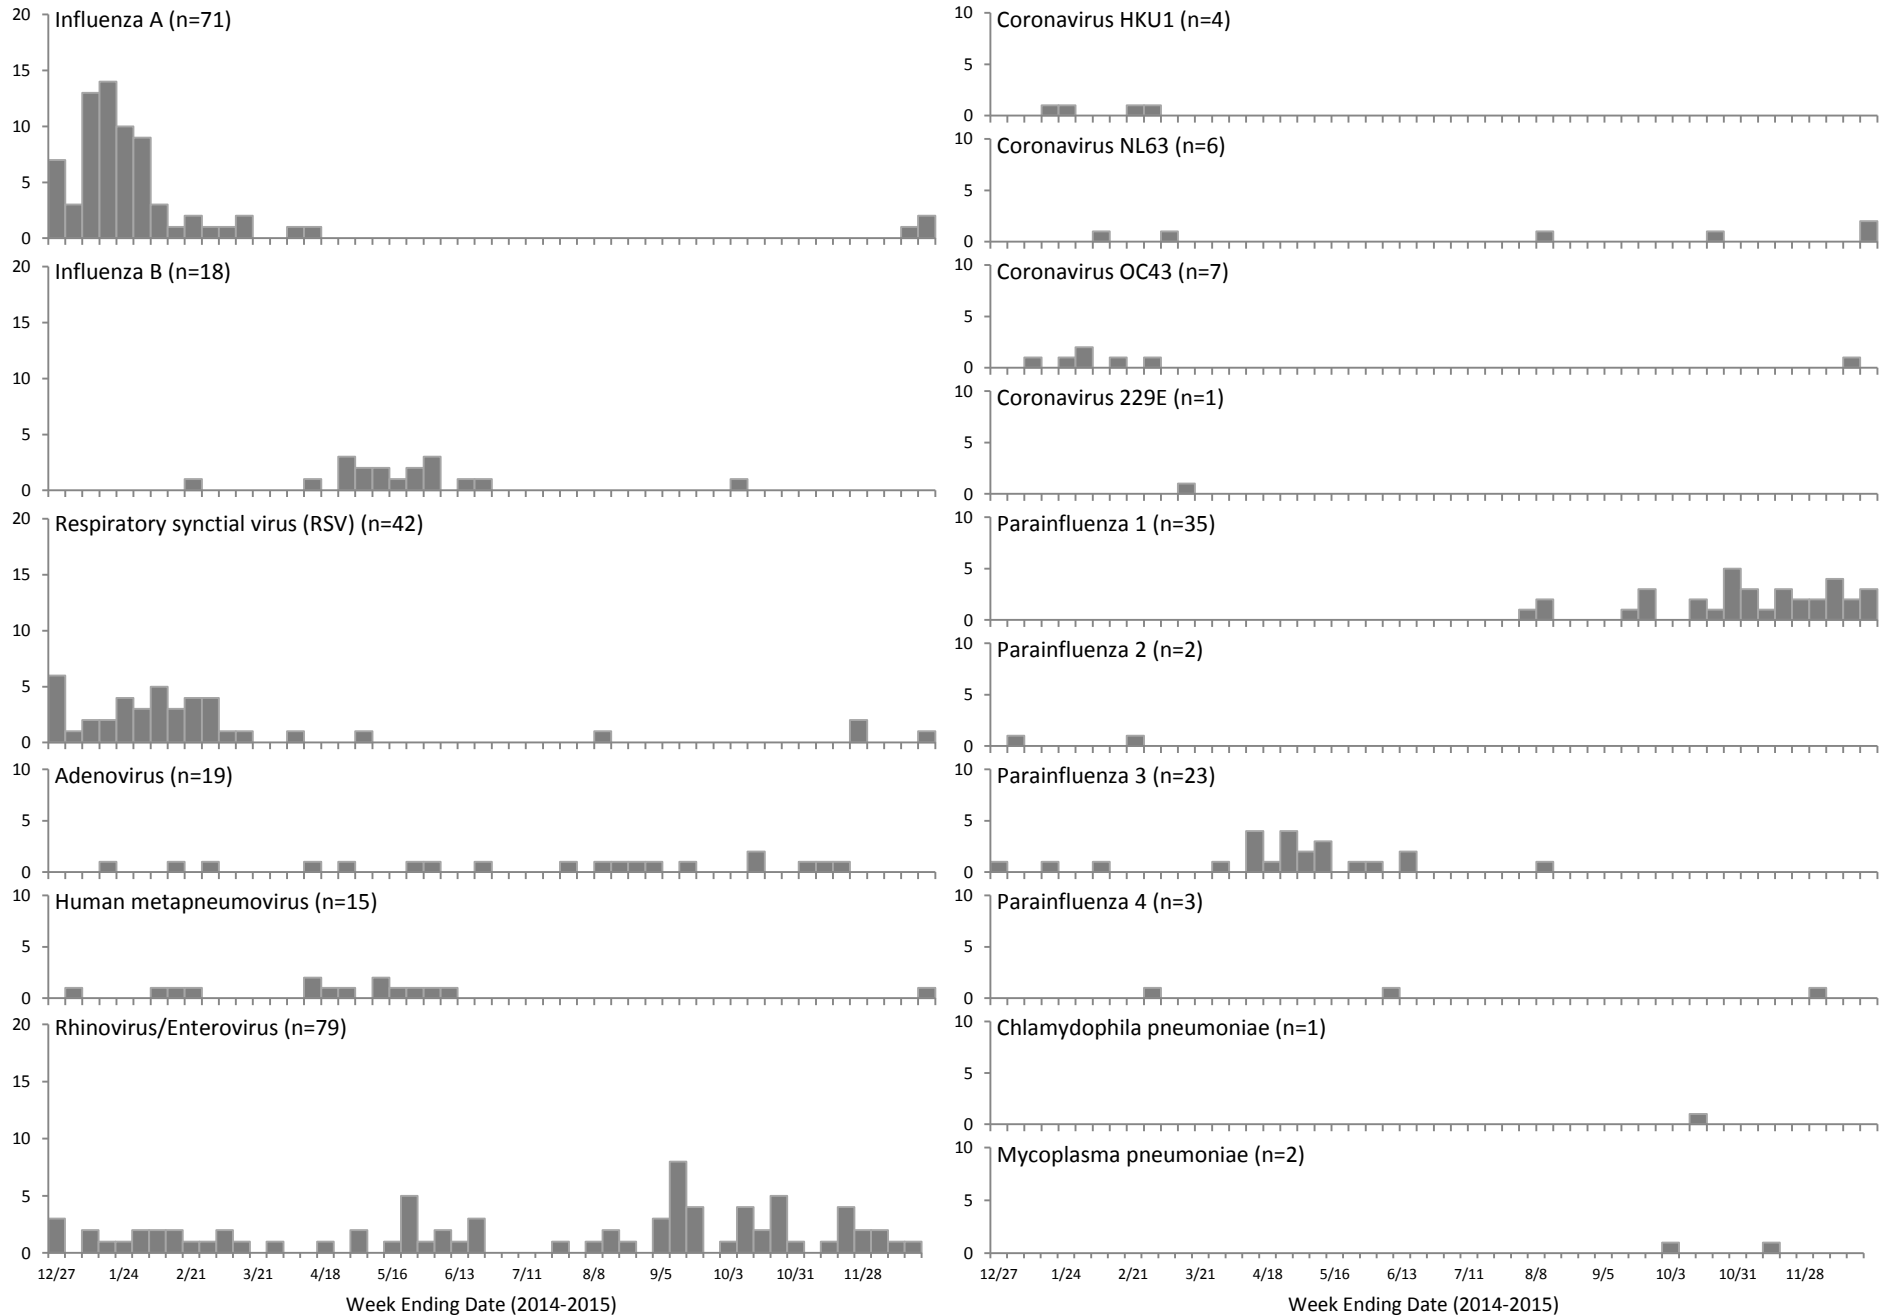 Influenza A (n=71)
20
15
10
5
0
Influenza B (n=18)
20
15
10
5
0
Respiratory synctial virus (RSV) (n=42)
20
15
10
5
0
Adenovirus (n=19)
10
5
0
Human metapneumovirus (n=15)
10
5
0
Rhinovirus/Enterovirus (n=79)
20
15
10
5
0
12/27 1/24 2/21 3/21 4/18 5/16 6/13 7/11 8/8 9/5 10/3 10/31 11/28
Week Ending Date (2014-2015)
Coronavirus HKU1 (n=4)
10
5
0
Coronavirus NL63 (n=6)
10
5
0
Coronavirus OC43 (n=7)
10
5
0
Coronavirus 229E (n=1)
10
5
0
Parainfluenza 1 (n=35)
10
5
0
Parainfluenza 2 (n=2)
10
5
0
Parainfluenza 3 (n=23)
10
5
0
Parainfluenza 4 (n=3)
10
5
0
Chlamydophila pneumoniae (n=1)
10
5
0
Mycoplasma pneumoniae (n=2)
10
5
0
12/27 1/24 2/21 3/21 4/18 5/16 6/13 7/11 8/8 9/5 10/3 10/31 11/28
Week Ending Date (2014-2015)